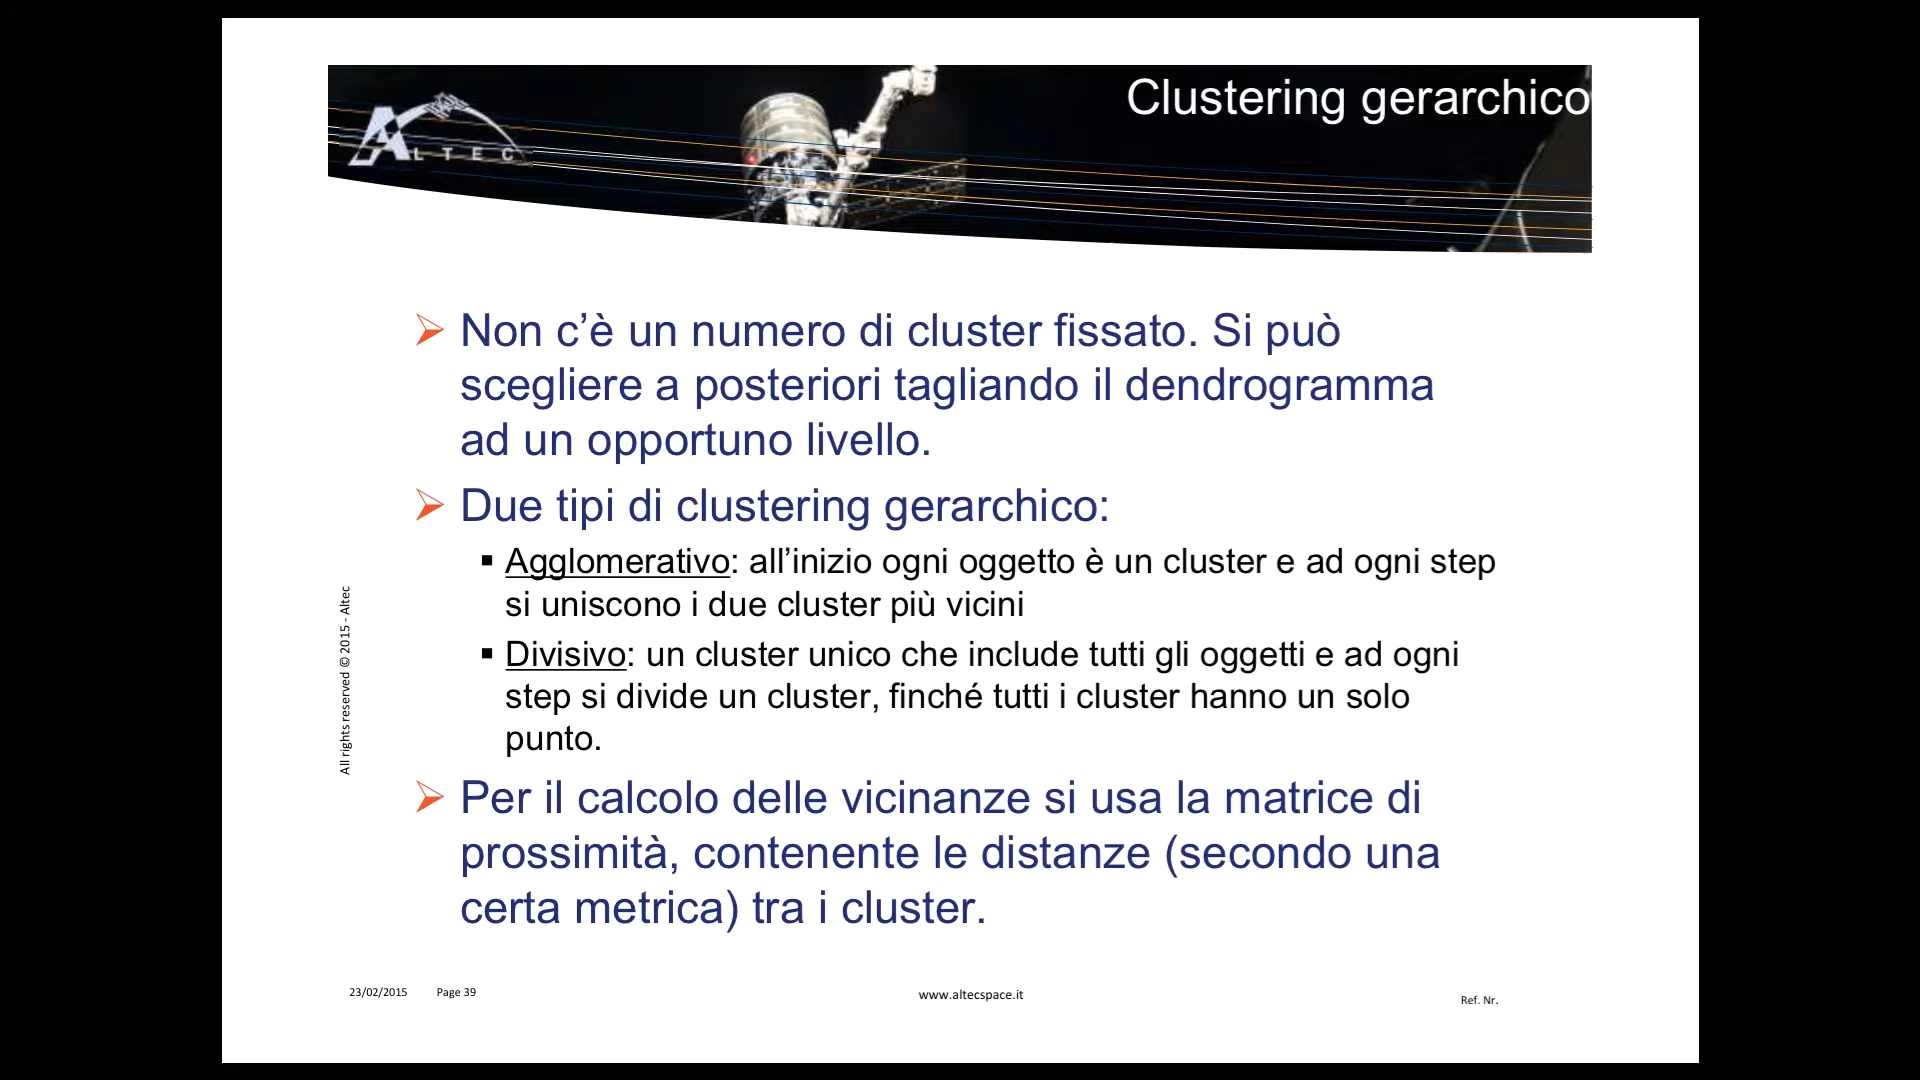 Clustering gerarchico
ALTEC
Non c’è un numero di cluster fissato. Si può
scegliere a posteriori tagliando il dendrogramma
ad un opportuno livello.
Due tipi di clustering gerarchico:
Agglomerativo: all’inizio ogni oggetto è un cluster e ad ogni step
si uniscono i due cluster più vicini
Divisivo: un cluster unico che include tutti gli oggetti e ad ogni
step si divide un cluster, finché tutti i cluster hanno un solo
punto.
Per il calcolo delle vicinanze si usa la matrice di
prossimità, contenente le distanze (secondo una
certa metrica) tra i cluster.
All rights reserved © 2015 - Altec
23/02/2015 Page 39
www.altecspace.it
Ref. Nr.